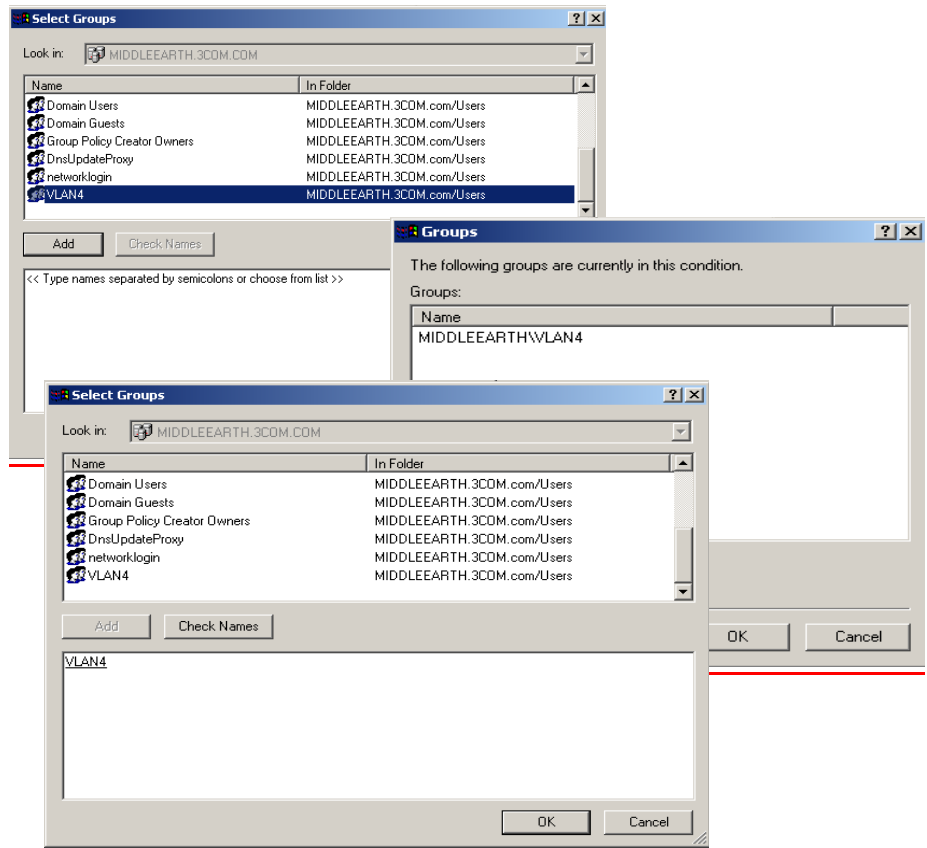 Select Groups
Look in: MIDDLEEARTH.3COM.COM
Name In Folder
Domain Users MIDDLEEARTH.3COM.com/Users
Domain Guests MIDDLEEARTH.3COM.com/Users
Group Policy Creator Owners MIDDLEEARTH.3COM.com/Users
DnsUpdateProxy MIDDLEEARTH.3COM.com/Users
networklogin MIDDLEEARTH.3COM.com/Users
VLAN4 MIDDLEEARTH.3COM.com/Users
Add Check Names
<< Type names separated by semicolons or choose from list >>
Groups
The following groups are currently in this condition.
Groups:
Name
MIDDLEEARTH\VLAN4
OK Cancel
Select Groups
Look in: MIDDLEEARTH.3COM.COM
Name In Folder
Domain Users MIDDLEEARTH.3COM.com/Users
Domain Guests MIDDLEEARTH.3COM.com/Users
Group Policy Creator Owners MIDDLEEARTH.3COM.com/Users
DnsUpdateProxy MIDDLEEARTH.3COM.com/Users
networklogin MIDDLEEARTH.3COM.com/Users
VLAN4 MIDDLEEARTH.3COM.com/Users
Add Check Names
VLAN4
OK Cancel